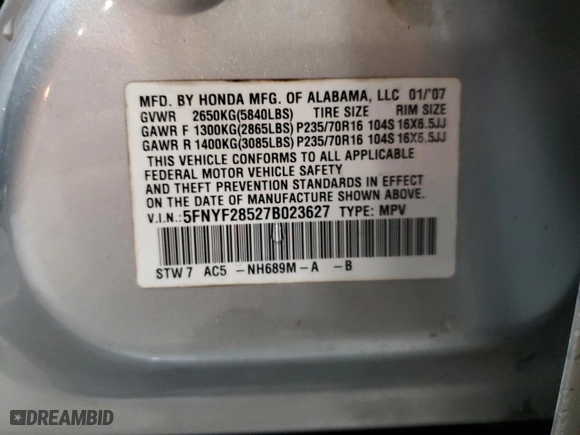 MFD. BY HONDA MFG. OF ALABAMA, LLC 01/'07
GVWR 2650KG(5840LBS) TIRE SIZE RIM SIZE
GAWR F 1300KG(2865LBS) P235/70R16 104S 16X6.5JJ
GAWR R 1400KG(3085LBS) P235/70R16 104S 16X6.5JJ
THIS VEHICLE CONFORMS TO ALL APPLICABLE
FEDERAL MOTOR VEHICLE SAFETY
AND THEFT PREVENTION STANDARDS IN EFFECT
ON THE DATE OF MANUFACTURE SHOWN ABOVE.
V.I.N.: 5FNYF28527B023627 TYPE: MPV
STW7 AC5 -NH689M-A -B
DREAMBID